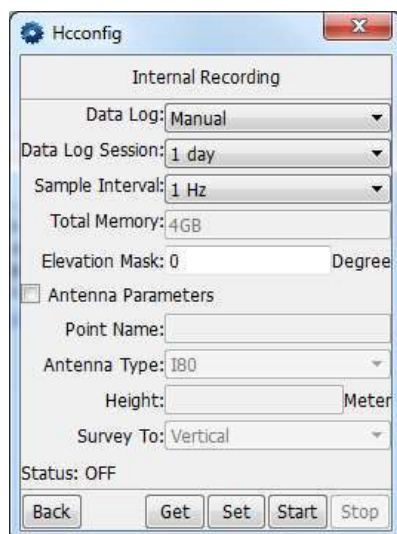 Hcconfig
Internal Recording
Data Log: Manual
Data Log Session: 1 day
Sample Interval: 1 Hz
Total Memory: 4GB
Elevation Mask: 0 Degree
Antenna Parameters
Point Name:
Antenna Type: I80
Height: Meter
Survey To: Vertical
Status: OFF
Back Get Set Start Stop